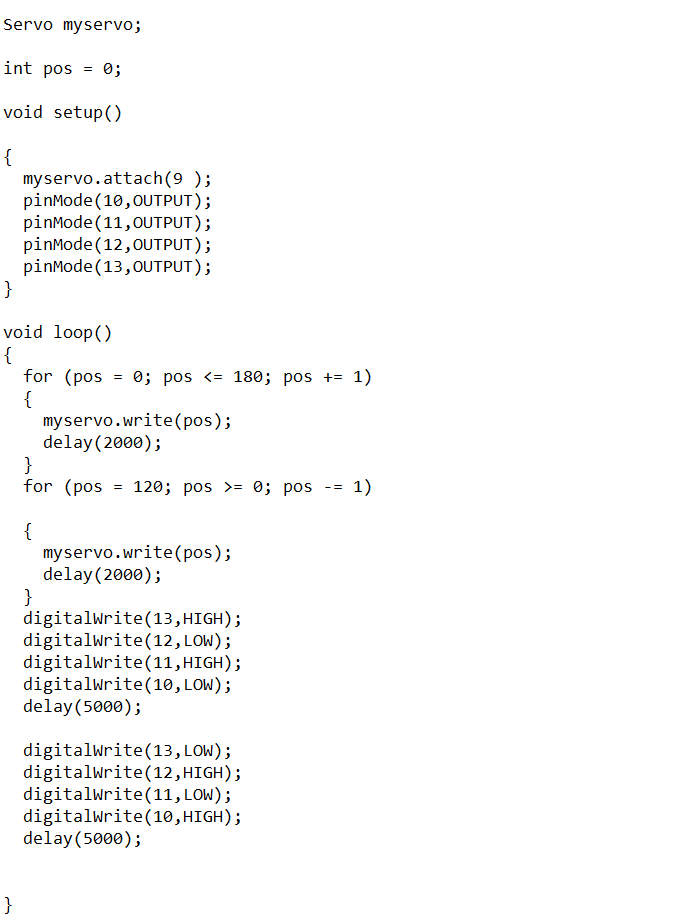 Servo myservo;
int pos = 0;
void setup()
{
myservo.attach(9 );
pinMode(10,OUTPUT);
pinMode(11,OUTPUT);
pinMode(12,OUTPUT);
pinMode(13,OUTPUT);
}
void loop()
{
for (pos = 0; pos <= 180; pos += 1)
{
myservo.write(pos);
delay(2000);
}
for (pos = 120; pos >= 0; pos -= 1)
{
myservo.write(pos);
delay(2000);
}
digitalWrite(13,HIGH);
digitalWrite(12,LOW);
digitalWrite(11,HIGH);
digitalWrite(10,LOW);
delay(5000);
digitalWrite(13,LOW);
digitalWrite(12,HIGH);
digitalWrite(11,LOW);
digitalWrite(10,HIGH);
delay(5000);
}